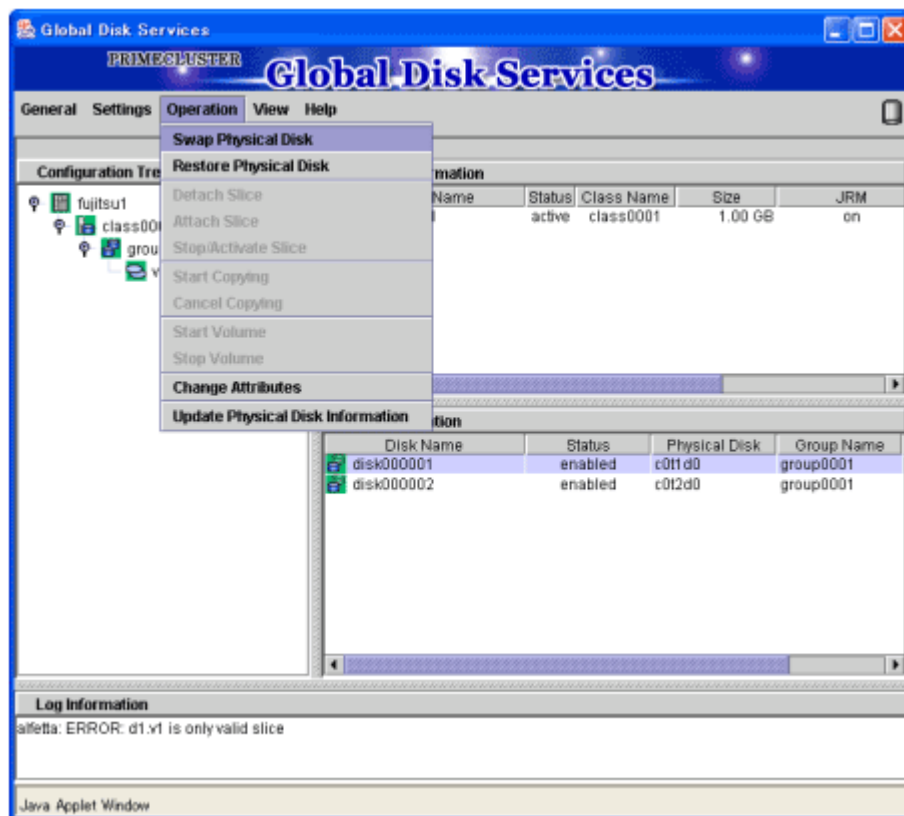 Global Disk Services
PRIMECLUSTER
Global Disk Services
General Settings Operation View Help
Swap Physical Disk
Restore Physical Disk
Detach Slice
Attach Slice
Stop/Activate Slice
Start Copying
Cancel Copying
Start Volume
Stop Volume
Change Attributes
Update Physical Disk Information
Configuration Tre
fujitsu1
class00
grou
v
mation
Name Status Class Name Size JRM
active class0001 1.00 GB on
tion
Disk Name Status Physical Disk Group Name
disk000001 enabled c0t1d0 group0001
disk000002 enabled c0t2d0 group0001
Log Information
alfetta: ERROR: d1.v1 is only valid slice
Java Applet Window